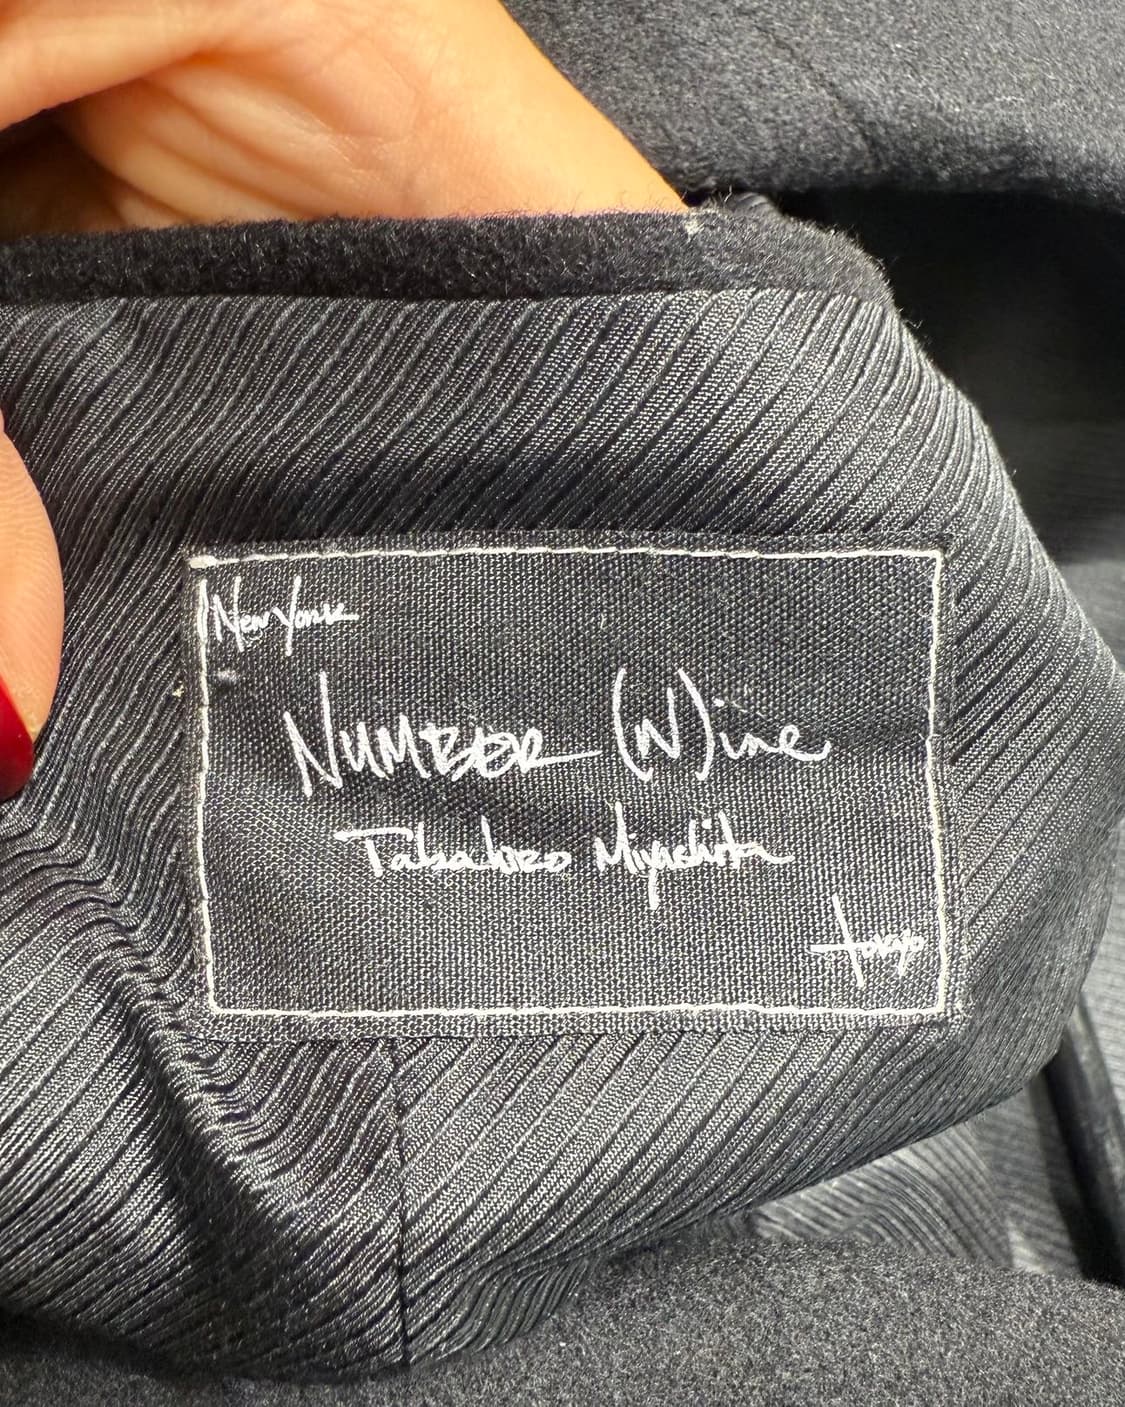 New York
NUMBER (N)ine
Takahiro Miyashita
tokyo